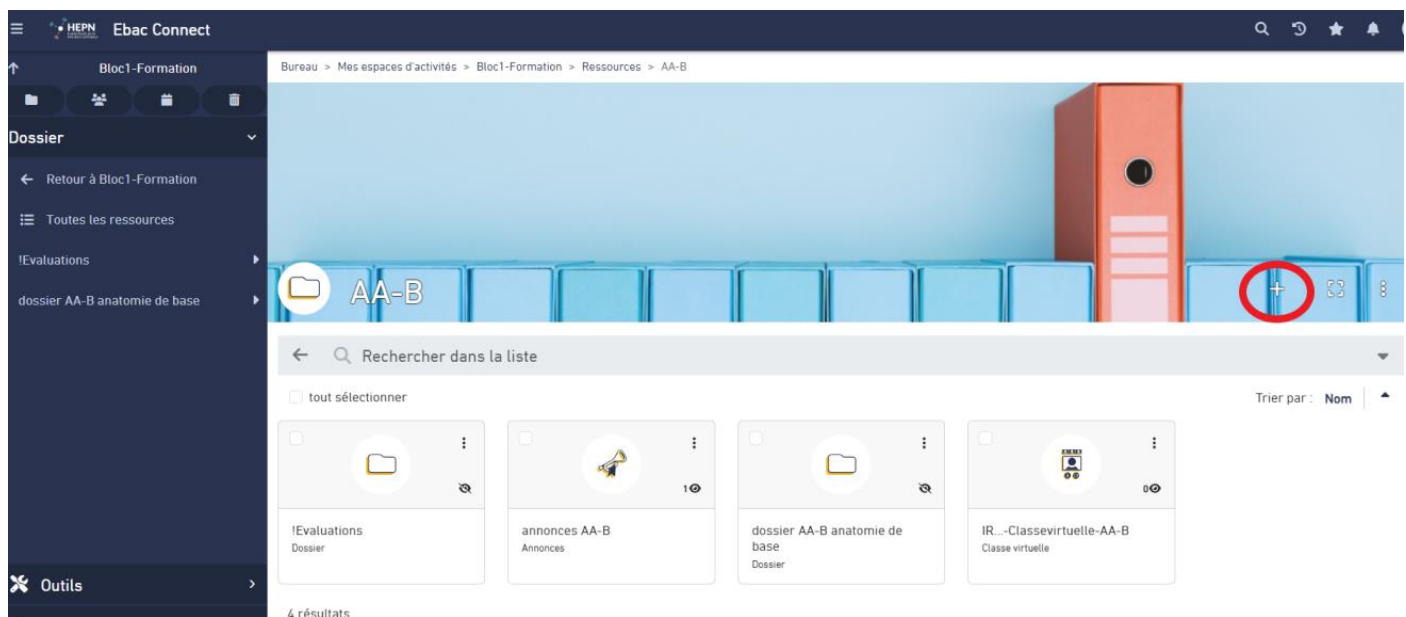 HEPN Ebac Connect
Bloc1-Formation
Bureau > Mes espaces d'activités > Bloc1-Formation > Ressources > AA-B
Dossier
Retour à Bloc1-Formation
Toutes les ressources
!Evaluations
dossier AA-B anatomie de base
AA-B
Rechercher dans la liste
tout sélectionner
Trier par : Nom
1
0
!Evaluations
Dossier
annonces AA-B
Annonces
dossier AA-B anatomie de
base
Dossier
IR...-Classevirtuelle-AA-B
Classe virtuelle
Outils
4 résultats